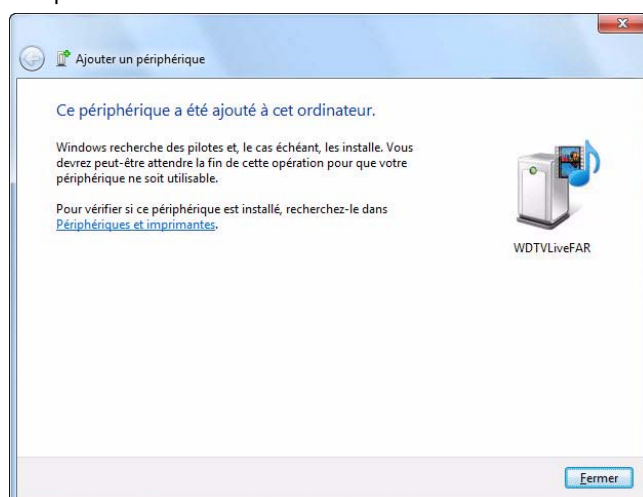 Ajouter un périphérique
Ce périphérique a été ajouté à cet ordinateur.
Windows recherche des pilotes et, le cas échéant, les installe. Vous
devrez peut-être attendre la fin de cette opération pour que votre
périphérique ne soit utilisable.
Pour vérifier si ce périphérique est installé, recherchez-le dans
Périphériques et imprimantes.
WDTVLiveFAR
Fermer